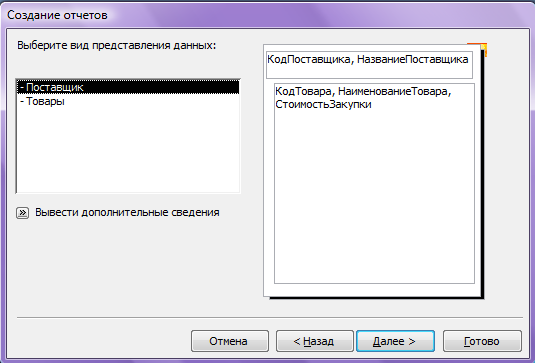 Создание отчетов
Выберите вид представления данных:
- Поставщик
- Товары
КодПоставщика, НазваниеПоставщика
КодТовара, НаименованиеТовара,
СтоимостьЗакупки
Вывести дополнительные сведения
Отмена
< Назад
Далее >
Готово